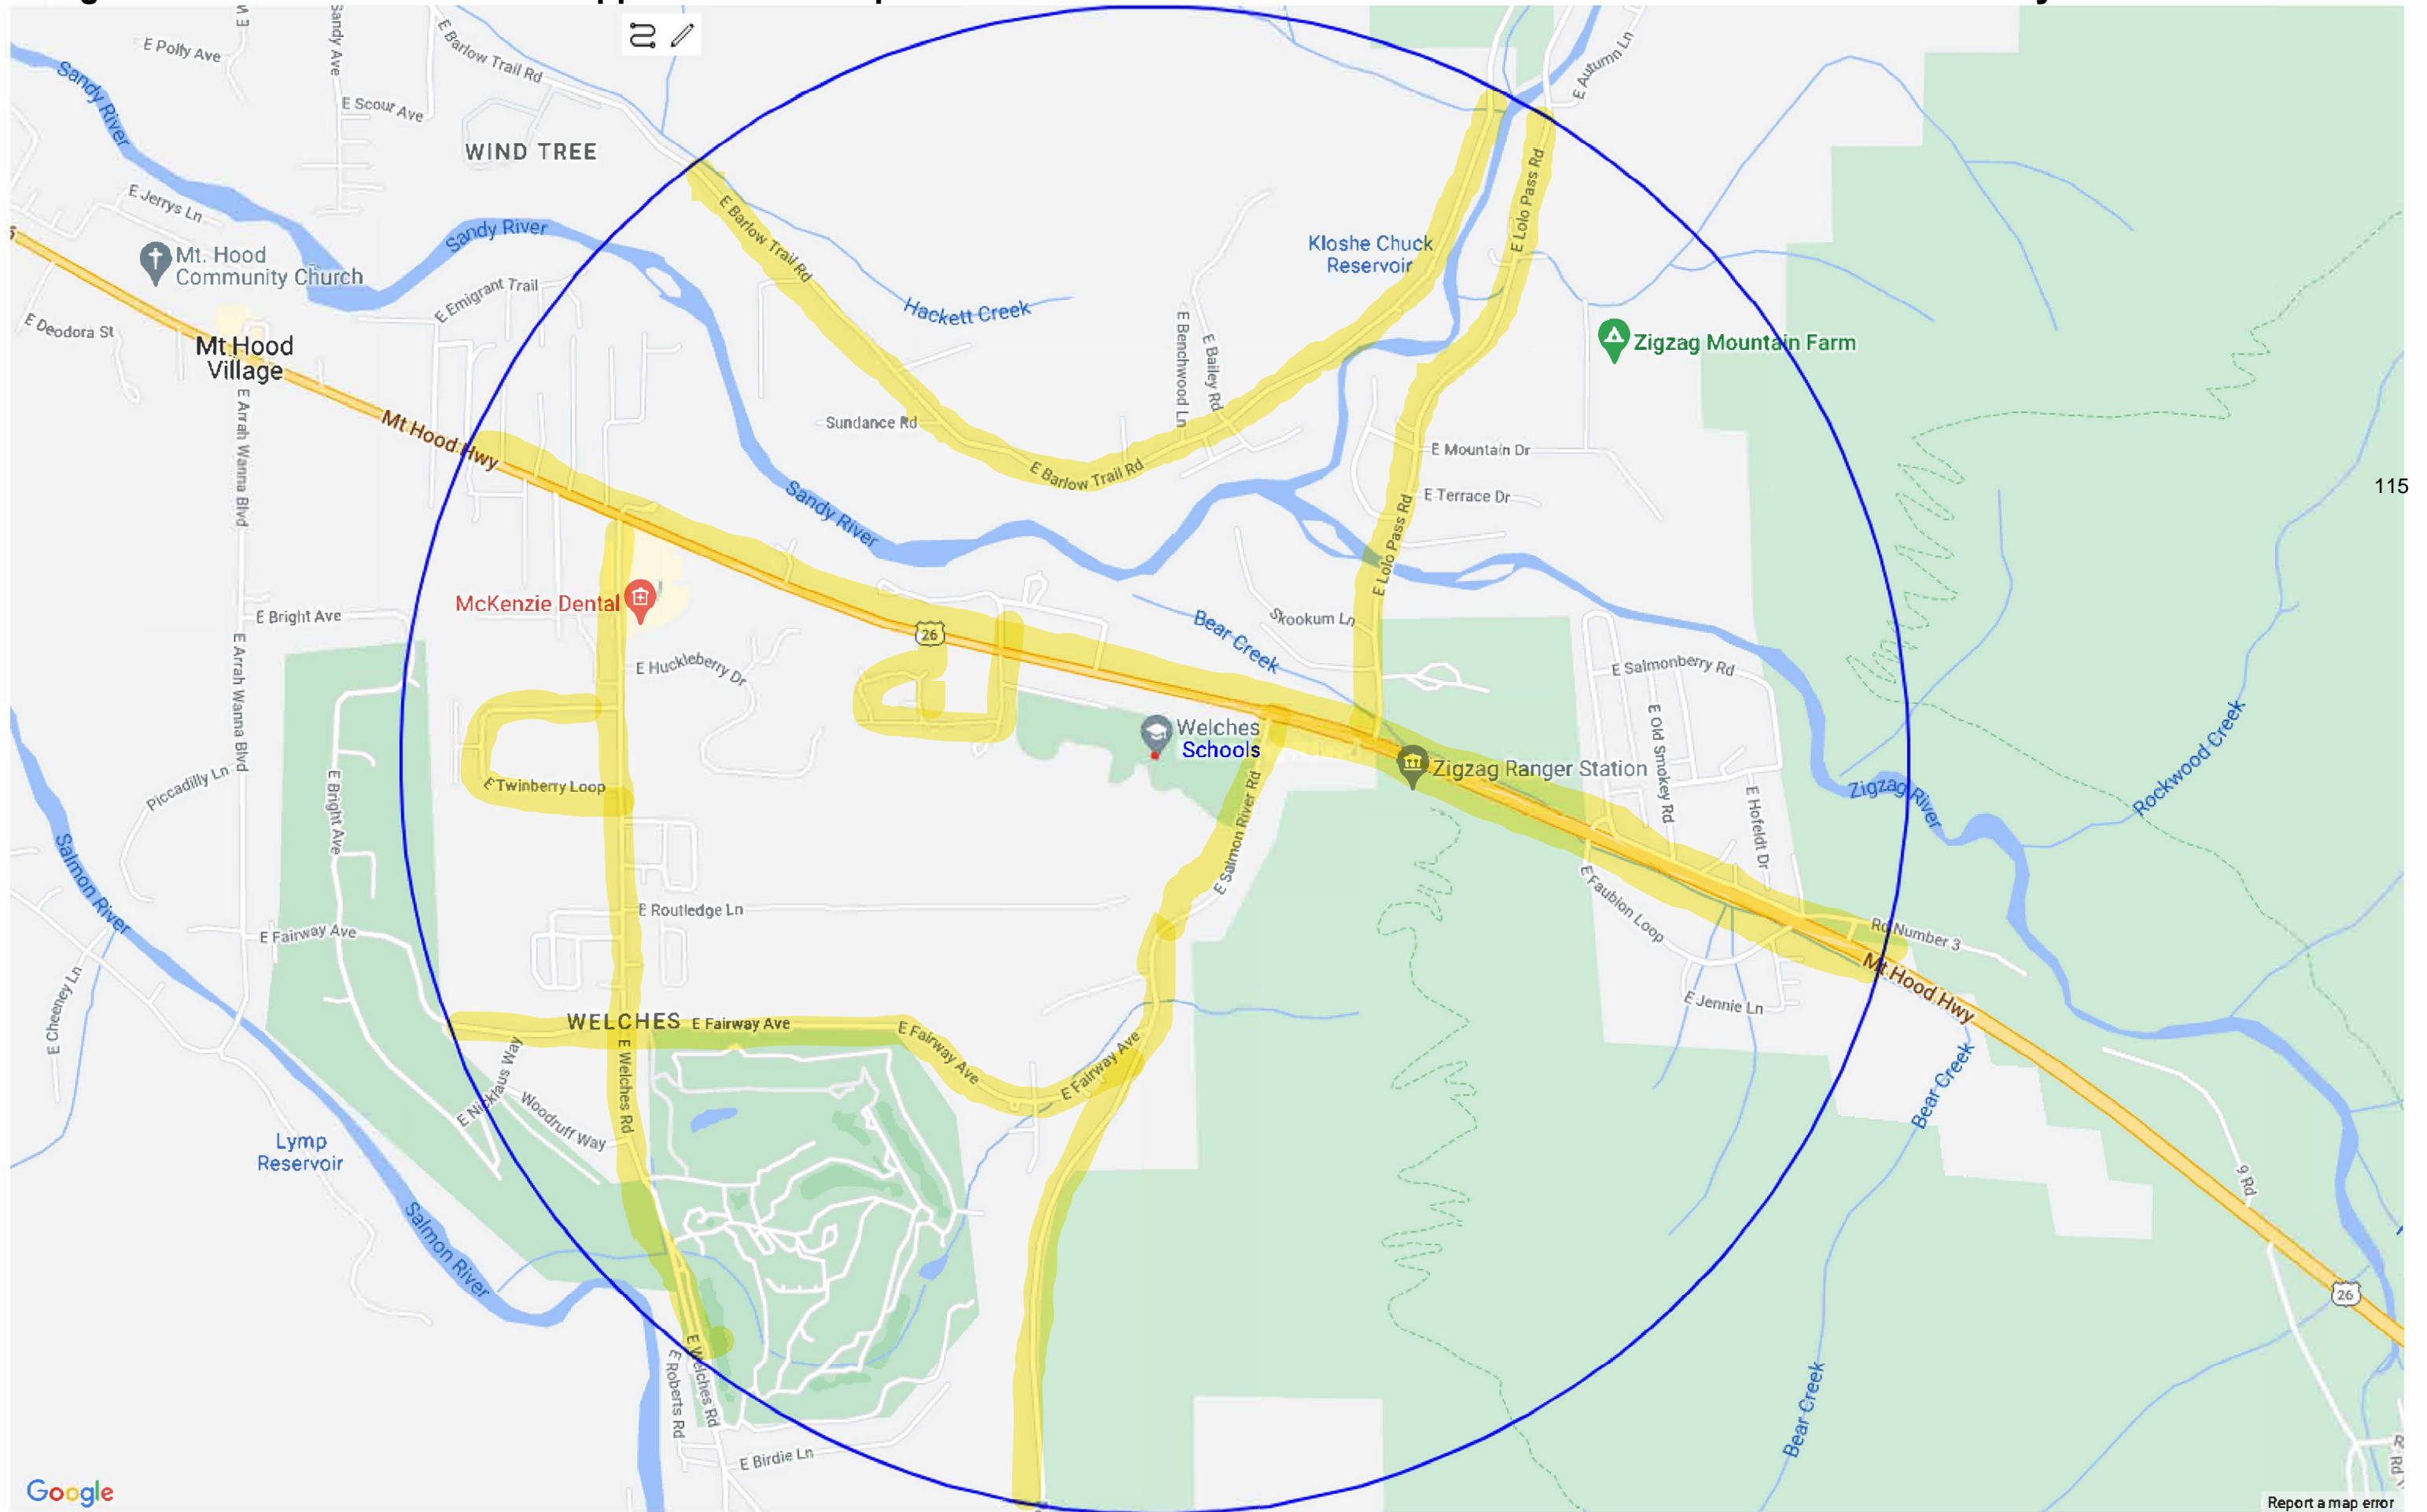 E Polly Ave
Sandy Ave
E Barlow Trail Rd
E Autumn Ln
Sandy River
E Scout Ave
WIND TREE
E Jerrys Ln
Sandy River
E Barlow Trail Rd
E Lolo Pass Rd
Mt. Hood
Community Church
Kloshe Chuck
Reservoir
E Emigrant Trail
Hackett Creek
E Deodora St
Mt Hood
Village
E Benchwood Ln
E Bailey Rd
Zigzag Mountain Farm
E Arrah Wanna Blvd
Mt Hood Hwy
Sundance Rd
E Barlow Trail Rd
E Mountain Dr
E Terrace Dr
115
Sandy River
E Lolo Pass Rd
McKenzie Dental
E Bright Ave
26
Bear Creek
Skookum Ln
E Arrah Wanna Blvd
E Huckleberry Dr
E Salmonberry Rd
E Old Smokey Rd
Rockwood Creek
Welches
Schools
Zigzag Ranger Station
Piccadilly Ln
E Bright Ave
E Twinberry Loop
E Salmon River Rd
E Hofeldt Dr
Zigzag River
Salmon River
E Faubion Loop
E Routledge Ln
E Fairway Ave
Rd Number 3
Mt Hood Hwy
E Cheeney Ln
E Jennie Ln
WELCHES
E Fairway Ave
E Fairway Ave
E Fairway Ave
E Welches Rd
E Nicklaus Way
Woodruff Way
Bear Creek
Lymp
Reservoir
9 Rd
Salmon River
26
E Welches Rd
E Roberts Rd
Bear Creek
E Birdie Ln
Rd
Google
Report a map error